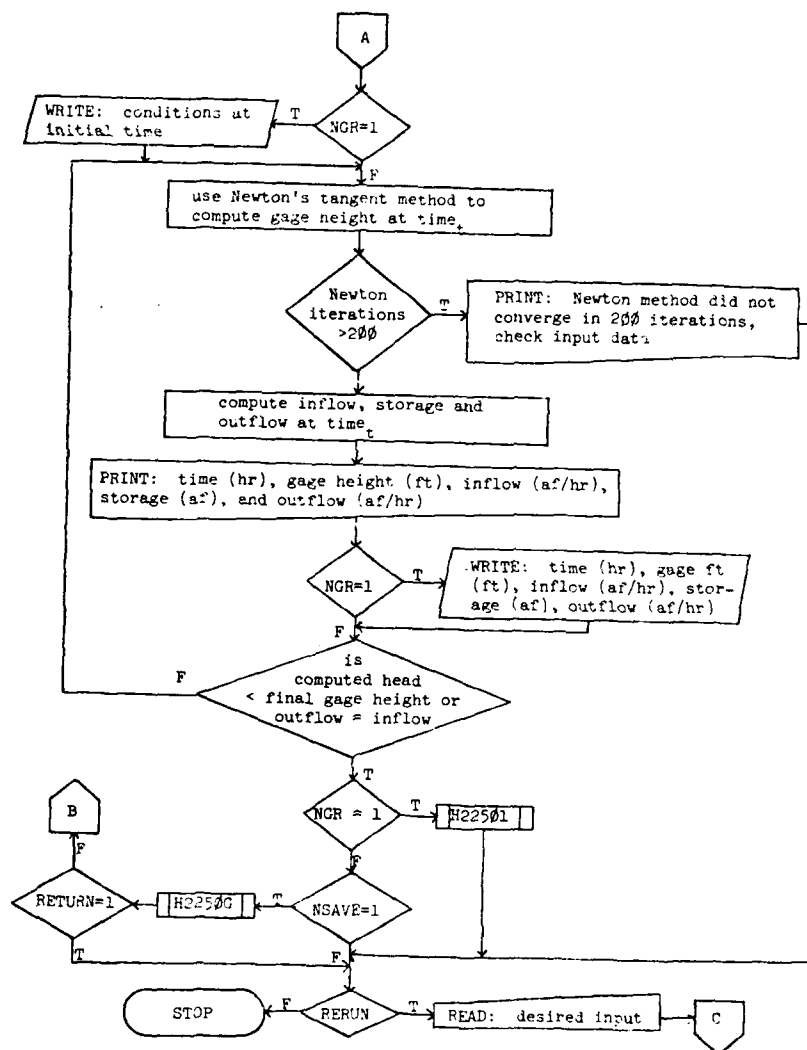 A
T
WRITE: conditions at
initial time
NGR=1
F
use Newton's tangent method to
compute gage height at time
t
Newton
iterations
>2ØØ
T
PRINT: Newton method did not
converge in 2ØØ iterations,
check input data
compute inflow, storage and
outflow at time
t
PRINT: time (hr), gage height (ft), inflow (af/hr),
storage (af), and outflow (af/hr)
NGR=1
T
WRITE: time (hr), gage ft
(ft), inflow (af/hr), stor-
age (af), outflow (af/hr)
F
F
is
computed head
< final gage height or
outflow = inflow
T
B
NGR = 1
T
H225Ø1
F
F
RETURN=1
H225ØG
T
NSAVE=1
T
F
STOP
F
RERUN
T
READ: desired input
C